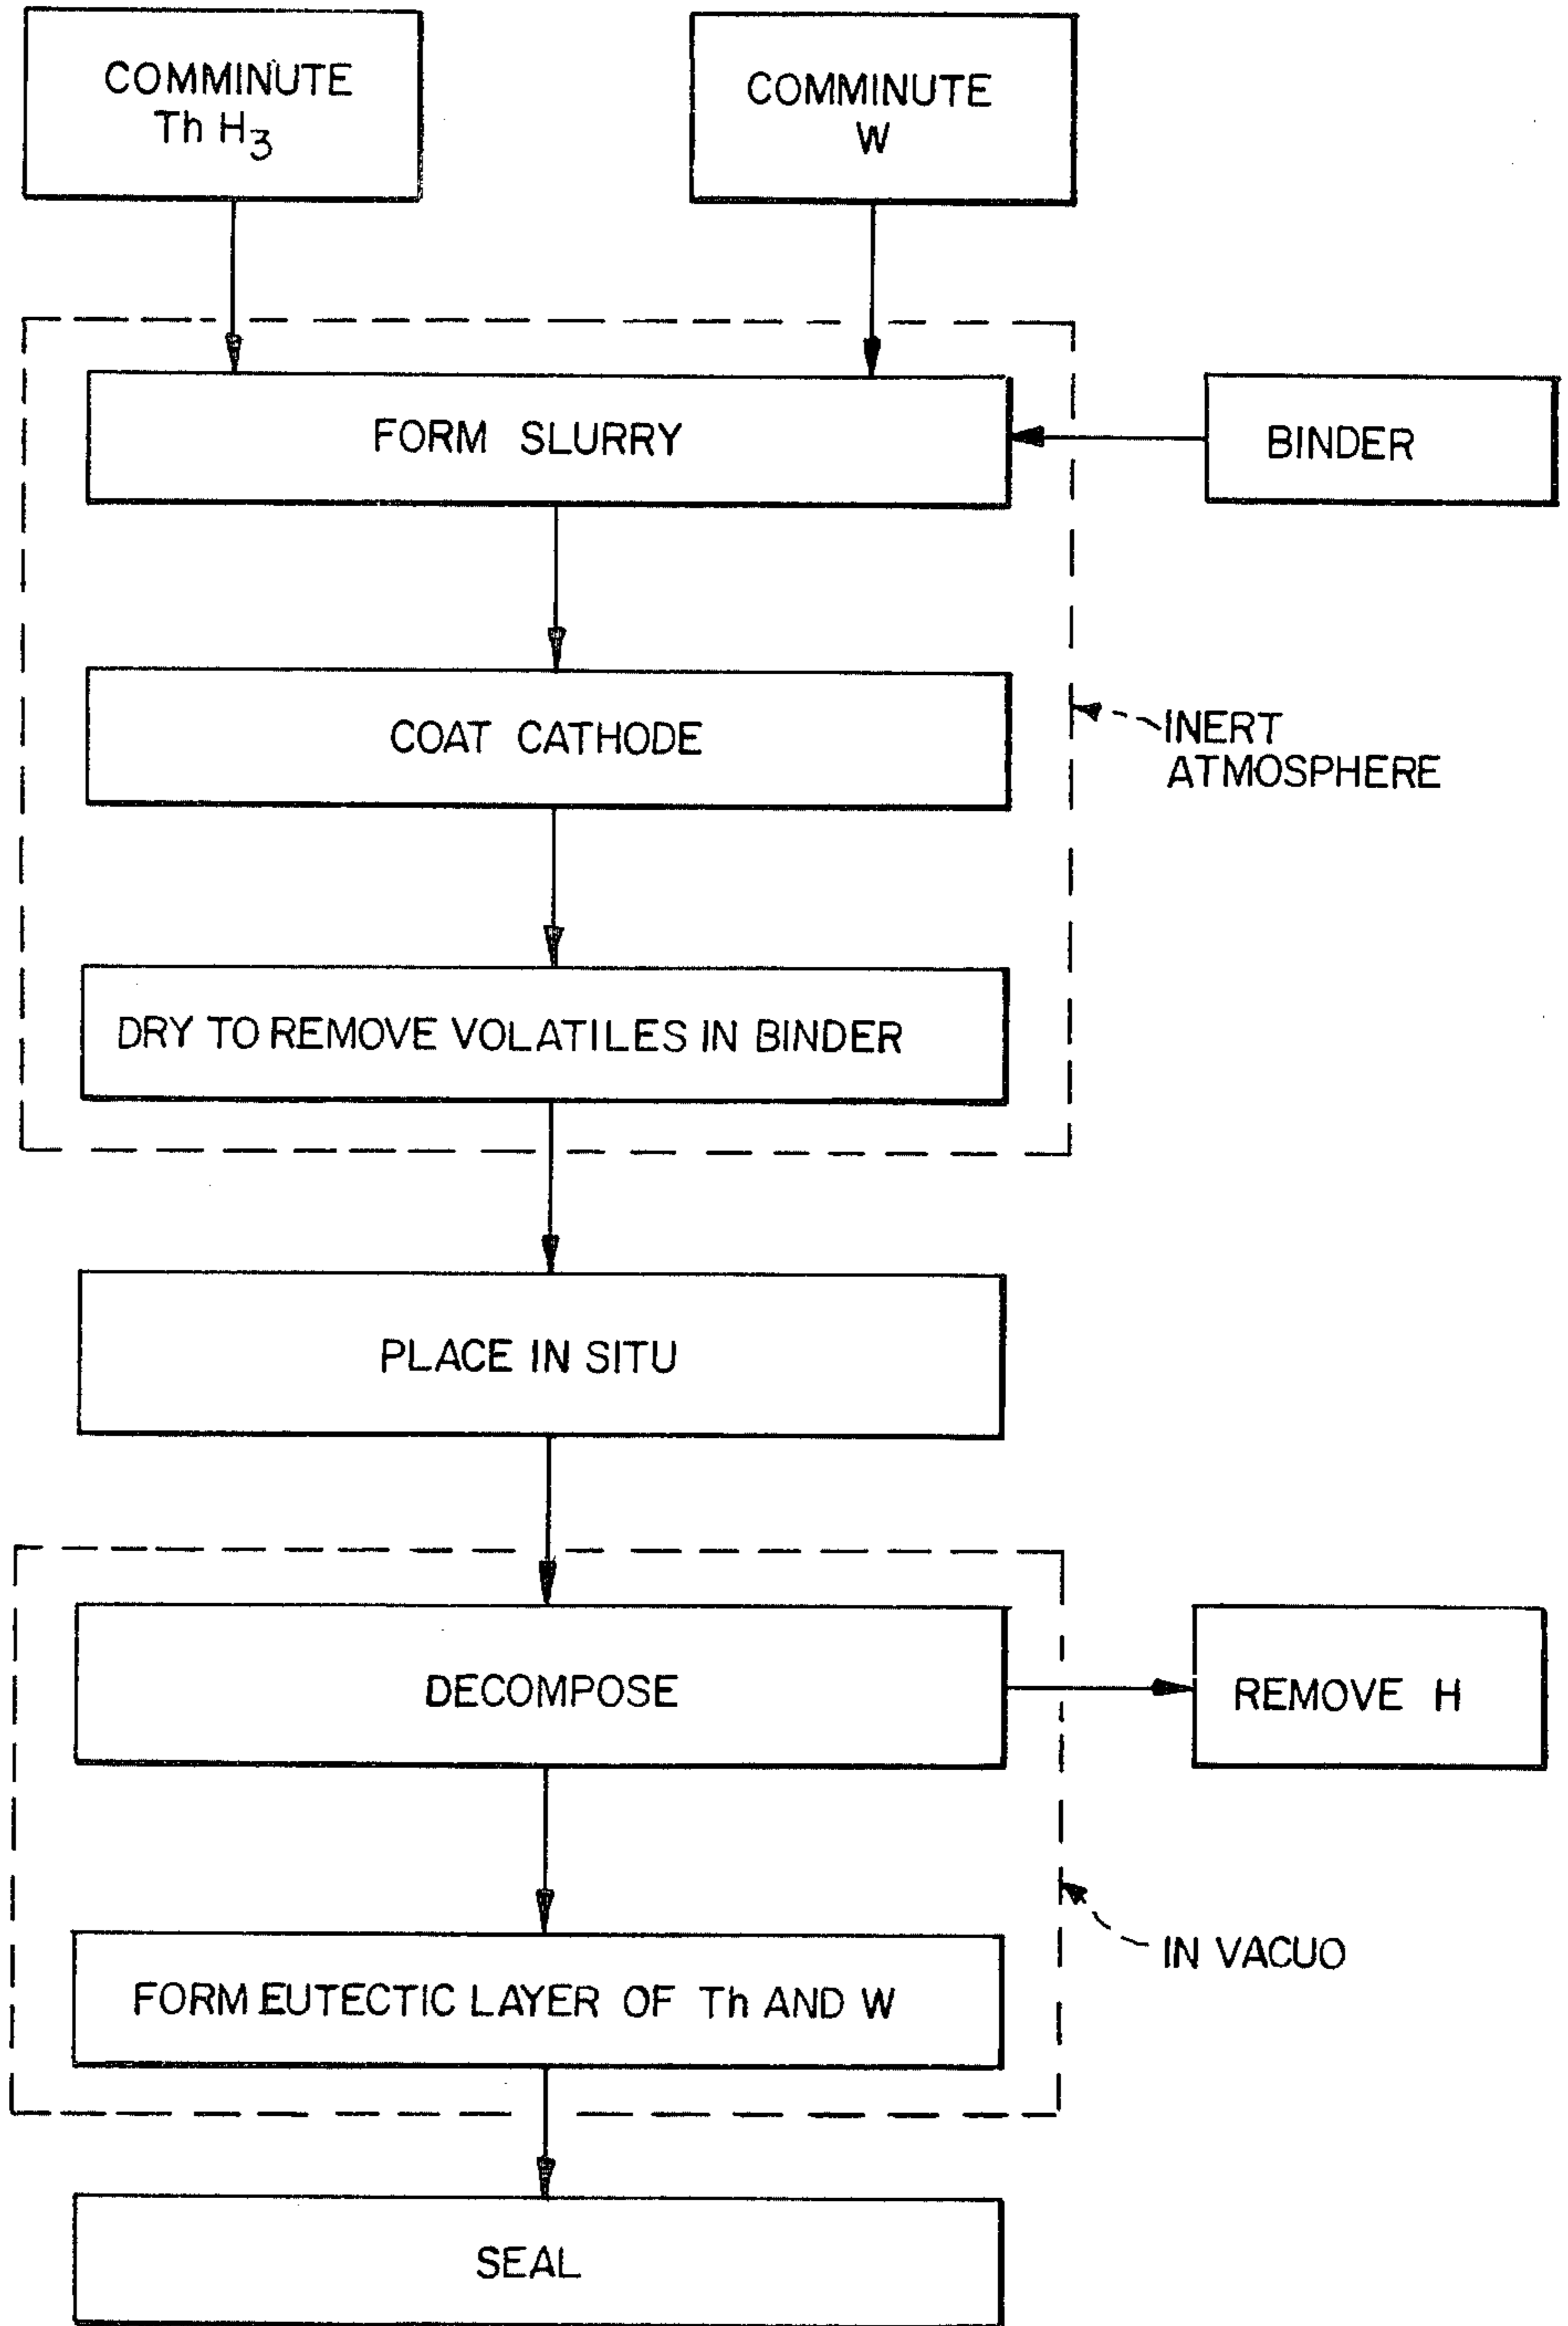 COMMINUTE
Th H3
COMMINUTE
W
FORM SLURRY
BINDER
COAT CATHODE
INERT
ATMOSPHERE
DRY TO REMOVE VOLATILES IN BINDER
PLACE IN SITU
DECOMPOSE
REMOVE H
IN VACUO
FORM EUTECTIC LAYER OF Th AND W
SEAL